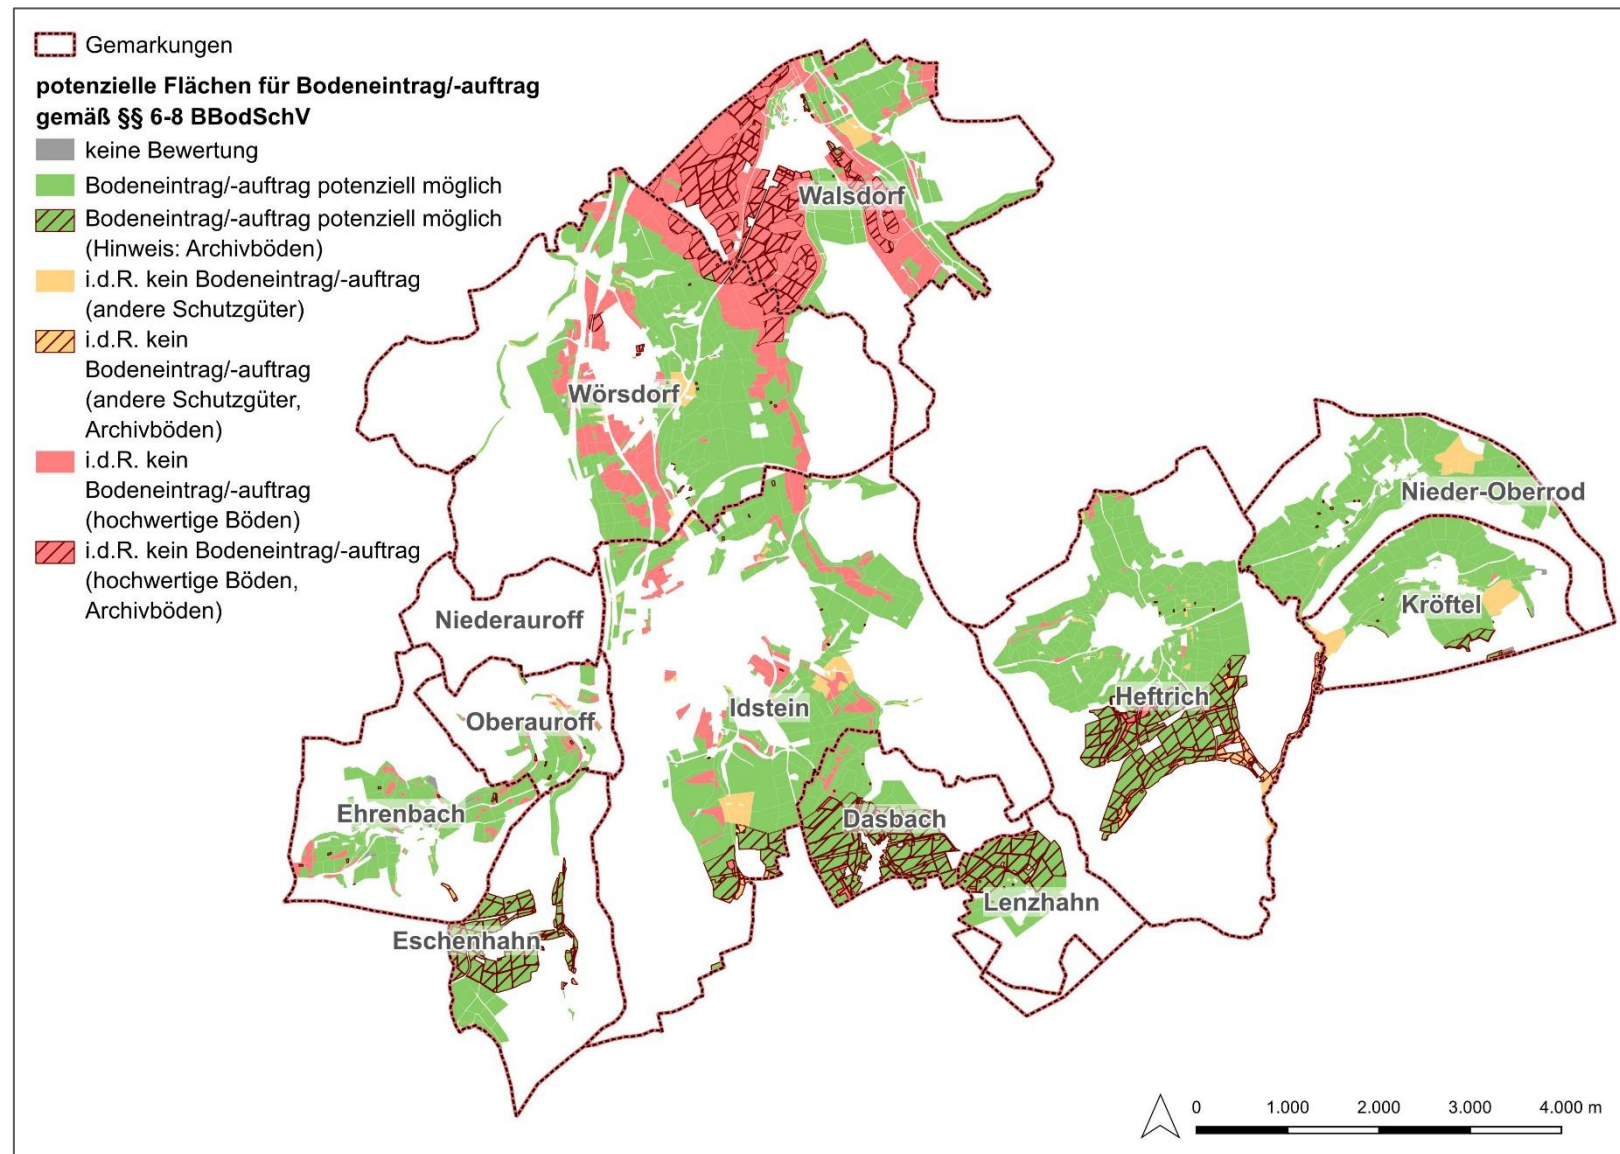 Gemarkungen
potenzielle Flächen für Bodeneintrag/-auftrag
gemäß §§ 6-8 BBodSchV
keine Bewertung
Bodeneintrag/-auftrag potenziell möglich
Bodeneintrag/-auftrag potenziell möglich
(Hinweis: Archivböden)
i.d.R. kein Bodeneintrag/-auftrag
(andere Schutzgüter)
i.d.R. kein
Bodeneintrag/-auftrag
(andere Schutzgüter,
Archivböden)
i.d.R. kein
Bodeneintrag/-auftrag
(hochwertige Böden)
i.d.R. kein Bodeneintrag/-auftrag
(hochwertige Böden,
Archivböden)
Walsdorf
Wörsdorf
Nieder-Oberrod
Kröftel
Niederauroff
Heftrich
Idstein
Oberauroff
Ehrenbach
Dasbach
Lenzhahn
Eschenhahn
0 1.000 2.000 3.000 4.000 m